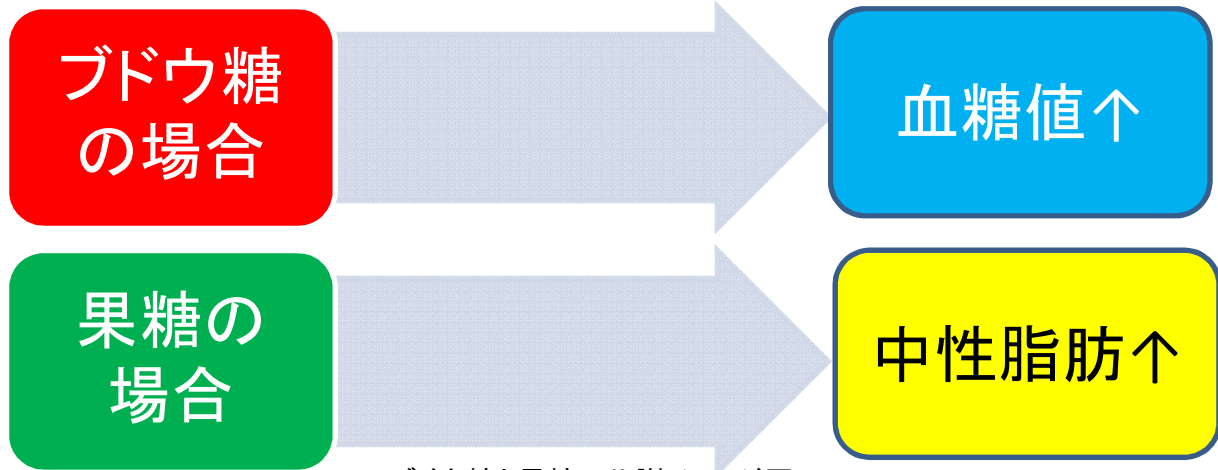 ブドウ糖
の場合
血糖値↑
果糖の
場合
中性脂肪↑